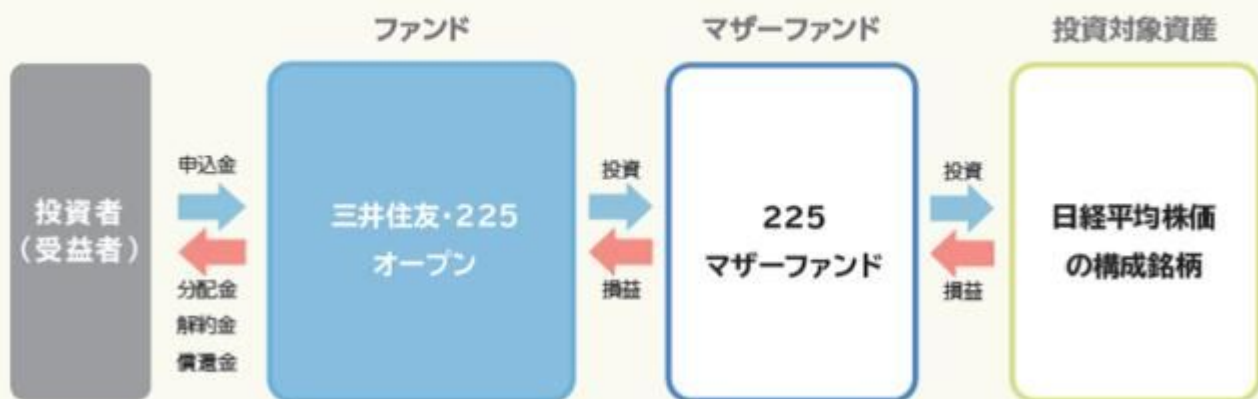 ファンド
マザーファンド
投資対象資産
投資者
（受益者）
申込金
分配金
解約金
償還金
三井住友・225
オープン
投資
損益
225
マザーファンド
投資
損益
日経平均株価
の構成銘柄